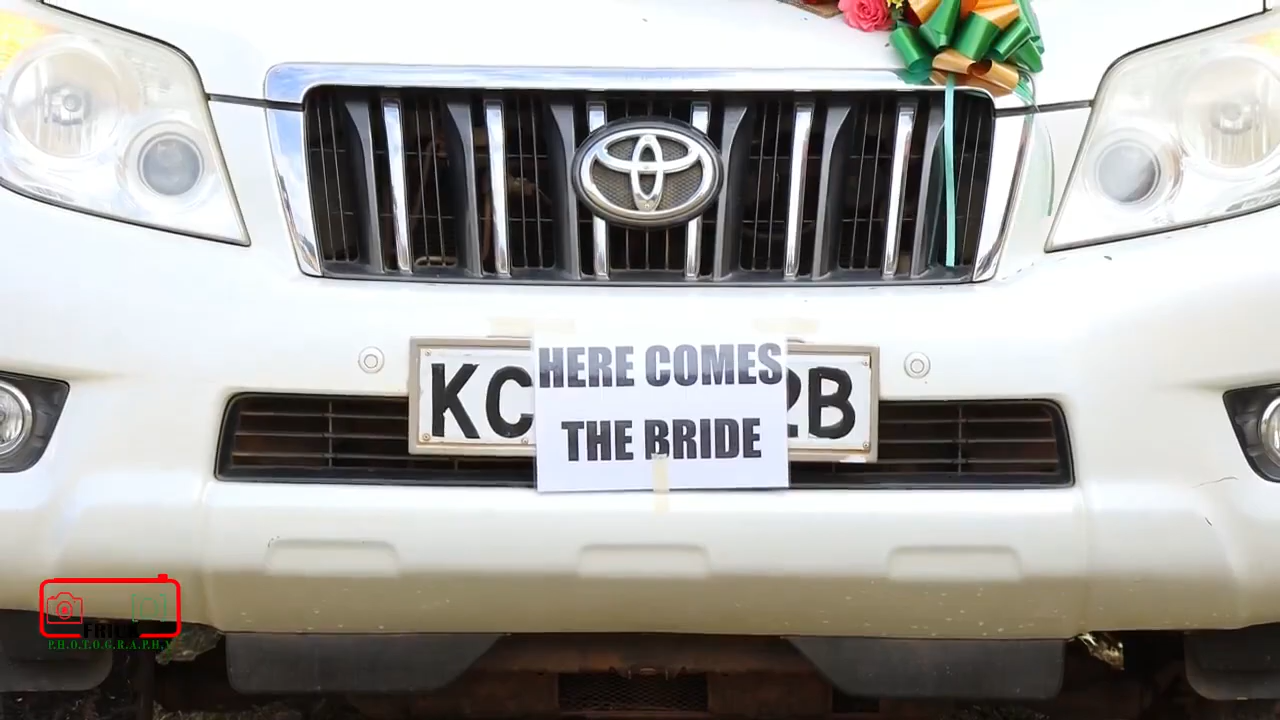 KC
HERE COMES
THE BRIDE
2B
P.H.O.T.O.G.R.A.P.H.Y